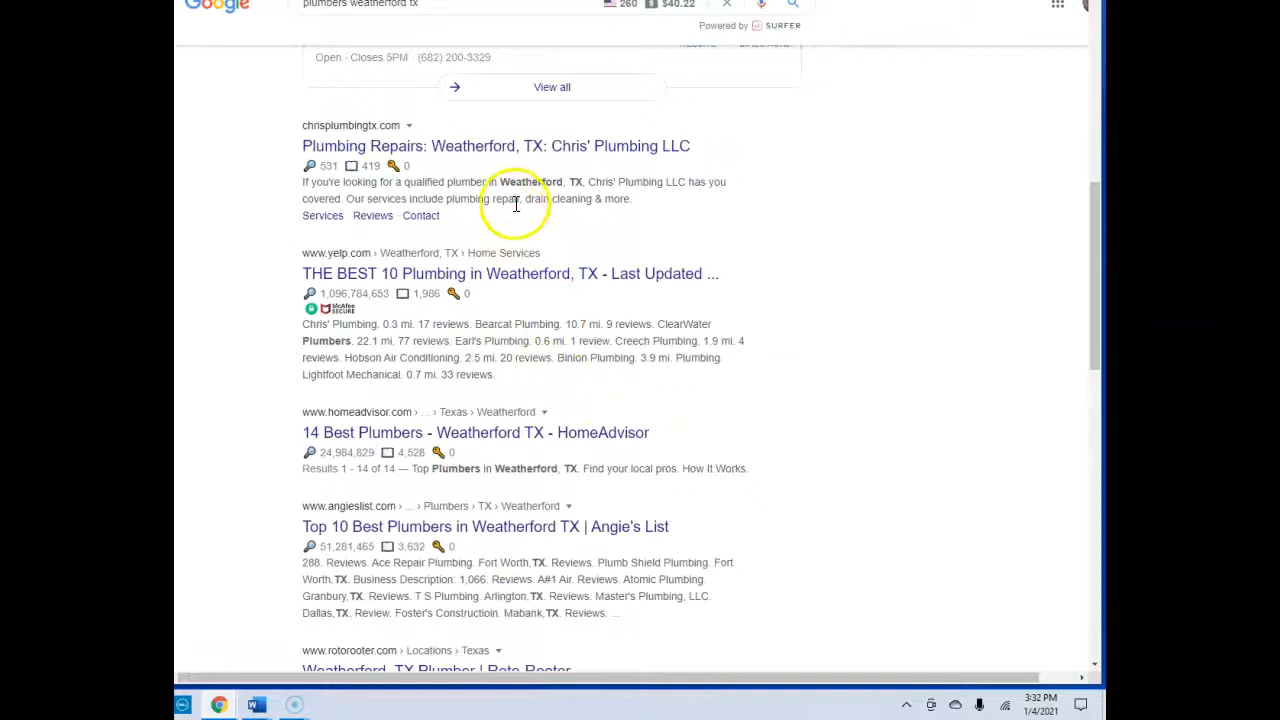 Google
plumbers weatherford tx
260 $40.22
Powered by SURFER
Open · Closes 5PM · (682) 200-3329
View all
chrisplumbingtx.com
Plumbing Repairs: Weatherford, TX: Chris' Plumbing LLC
531 419 0
If you're looking for a qualified plumber in Weatherford, TX, Chris' Plumbing LLC has you
covered. Our services include plumbing repair, drain cleaning & more.
Services Reviews · Contact
www.yelp.com › Weatherford, TX › Home Services
THE BEST 10 Plumbing in Weatherford, TX - Last Updated ...
1,096,784,653 1,986 0
McAfee SECURE
Chris' Plumbing. 0.3 mi. 17 reviews. Bearcat Plumbing. 10.7 mi. 9 reviews. ClearWater
Plumbers. 22.1 mi. 77 reviews. Earl's Plumbing. 0.6 mi. 1 review. Creech Plumbing. 1.9 mi. 4
reviews. Hobson Air Conditioning. 2.5 mi. 20 reviews. Binion Plumbing. 3.9 mi. Plumbing.
Lightfoot Mechanical. 0.7 mi. 33 reviews.
www.homeadvisor.com › ... › Texas › Weatherford
14 Best Plumbers - Weatherford TX - HomeAdvisor
24,984,829 4,528 0
Results 1 - 14 of 14 — Top Plumbers in Weatherford, TX. Find your local pros. How It Works.
www.angieslist.com › ... › Plumbers › TX › Weatherford
Top 10 Best Plumbers in Weatherford TX | Angie's List
51,281,465 3,632 0
288. Reviews. Ace Repair Plumbing. Fort Worth,TX. Reviews. Plumb Shield Plumbing. Fort
Worth,TX. Business Description: 1,066. Reviews. A#1 Air. Reviews. Atomic Plumbing.
Granbury,TX. Reviews. T S Plumbing. Arlington,TX. Reviews. Master's Plumbing, LLC.
Dallas,TX. Review. Foster's Constructioin. Mabank,TX. Reviews. ...
www.rotorooter.com › Locations › Texas
Weatherford, TX Plumber | Roto-Rooter
3:32 PM
1/4/2021